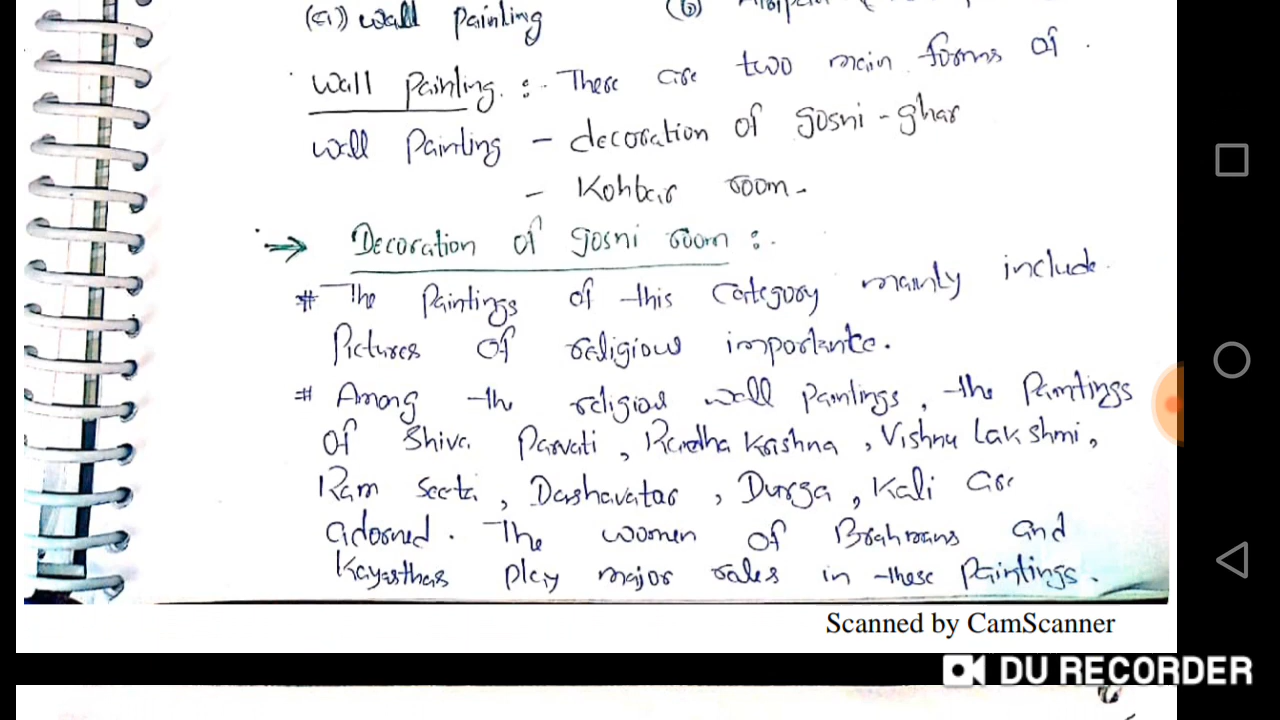 (a) Wall Painting (b)
Wall Painting :- There are two main forms of
Wall Painting - decoration of gosni-ghar
- Kohbar room.
→ Decoration of gosni room :-
# The Paintings of this category mainly include
Pictures of religious importante.
# Among the religious wall Paintings, the Paintings
of Shiva Parvati, Radha Krishna, Vishnu Lakshmi,
Ram Seeta, Dashavatar, Durga, Kali are
adorned. The women of Brahmans and
Kayasthas play major roles in these Paintings.
Scanned by CamScanner
DU RECORDER